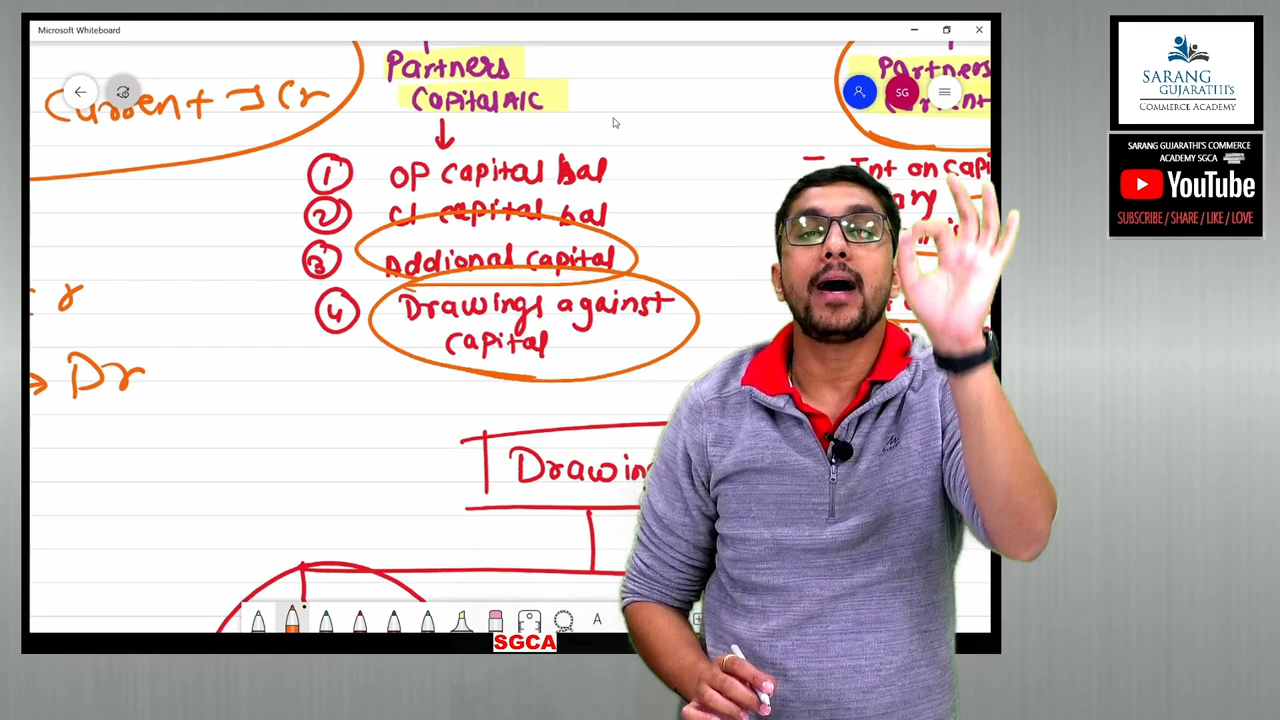 Microsoft Whiteboard
Current → Cr
Partners
Capital A/C
① OP capital bal
② Cl capital bal
③ Addional capital
④ Drawings against
capital
r
→ Dr
Drawing
Partners
Current
SG
- Int on capi
A
SGCA
SARANG
GUJARATHI'S
COMMERCE ACADEMY
SARANG GUJARATHI'S COMMERCE
ACADEMY SGCA
YouTube
SUBSCRIBE / SHARE / LIKE / LOVE